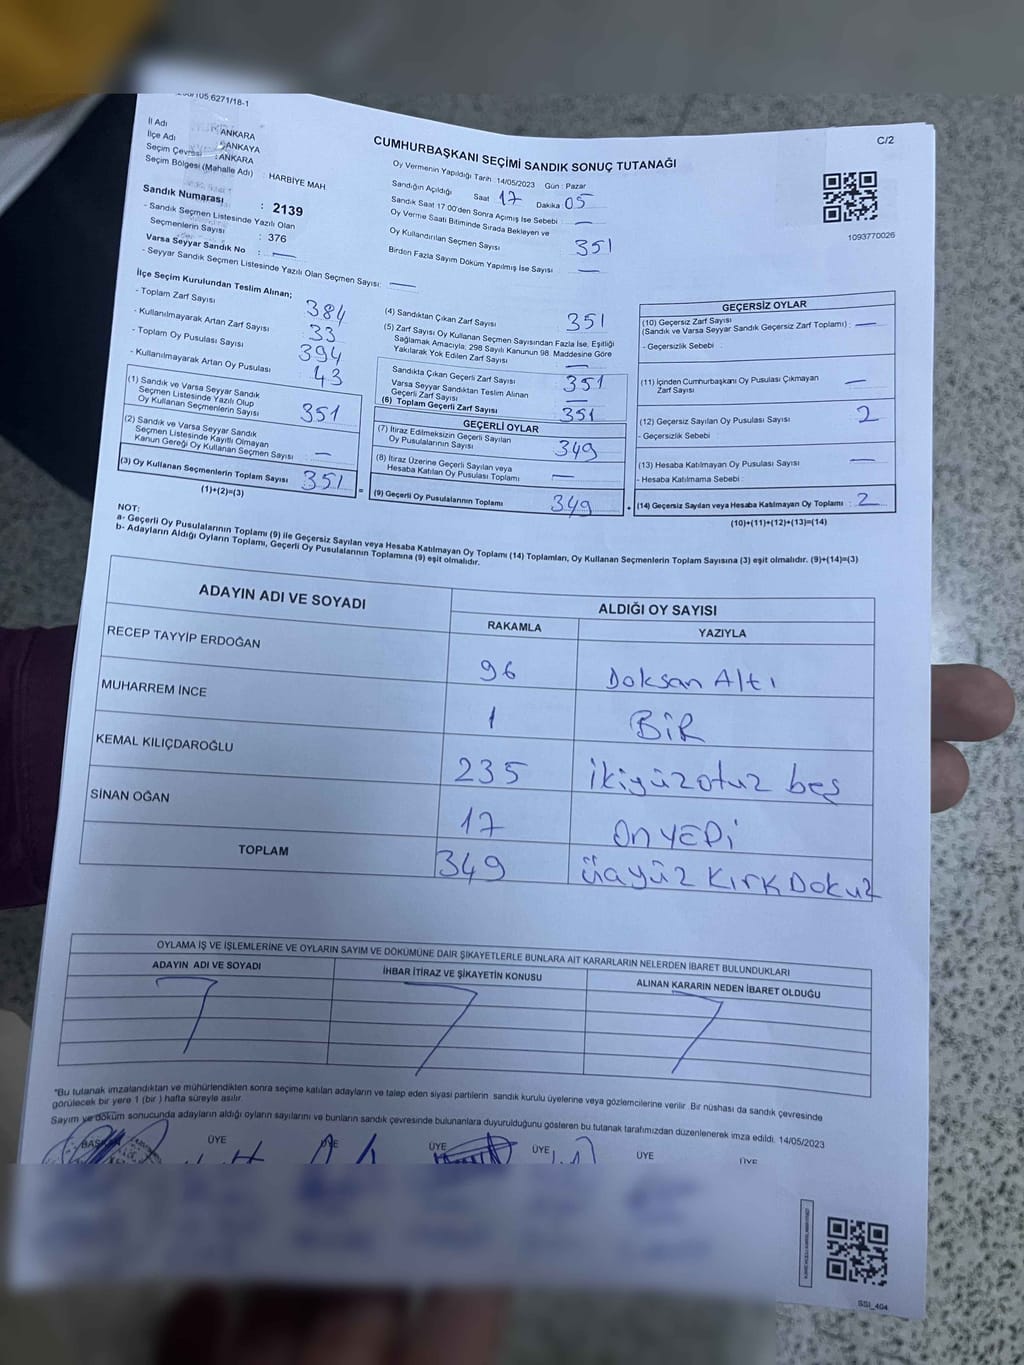 6271/18-1
C/2
İl Adı : ANKARA
İlçe Adı : ÇANKAYA
Seçim Çevresi : ANKARA
Seçim Bölgesi (Mahalle Adı) : HARBİYE MAH
Sandık Numarası : 2139
- Sandık Seçmen Listesinde Yazılı Olan
Seçmenlerin Sayısı : 376
Varsa Seyyar Sandık No : —
- Seyyar Sandık Seçmen Listesinde Yazılı Olan Seçmen Sayısı: —
CUMHURBAŞKANI SEÇİMİ SANDIK SONUÇ TUTANAĞI
Oy Vermenin Yapıldığı Tarih 14/05/2023 Gün : Pazar
Sandığın Açıldığı Saat 17 Dakika 05
Sandık Saat 17.00'den Sonra Açımış İse Sebebi : —
Oy Verme Saati Bitiminde Sırada Bekleyen ve
Oy Kullandırılan Seçmen Sayısı 351
Birden Fazla Sayım Döküm Yapılmış İse Sayısı —
1093770026
İlçe Seçim Kurulundan Teslim Alınan;
- Toplam Zarf Sayısı 384
- Kullanılmayarak Artan Zarf Sayısı 33
- Toplam Oy Pusulası Sayısı 394
- Kullanılmayarak Artan Oy Pusulası 43
(1) Sandık ve Varsa Seyyar Sandık
Seçmen Listesinde Yazılı Olup
Oy Kullanan Seçmenlerin Sayısı 351
(2) Sandık ve Varsa Seyyar Sandık
Seçmen Listesinde Kayıtlı Olmayan
Kanun Gereği Oy Kullanan Seçmen Sayısı —
(3) Oy Kullanan Seçmenlerin Toplam Sayısı 351
(1)+(2)=(3)
(4) Sandıktan Çıkan Zarf Sayısı 351
(5) Zarf Sayısı Oy Kullanan Seçmen Sayısından Fazla İse, Eşitliği
Sağlamak Amacıyla; 298 Sayılı Kanunun 98. Maddesine Göre
Yakılarak Yok Edilen Zarf Sayısı —
Sandıkta Çıkan Geçerli Zarf Sayısı 351
Varsa Seyyar Sandıktan Teslim Alınan
Geçerli Zarf Sayısı —
(6) Toplam Geçerli Zarf Sayısı 351
GEÇERLİ OYLAR
(7) İtiraz Edilmeksizin Geçerli Sayılan
Oy Pusulalarının Sayısı 349
(8) İtiraz Üzerine Geçerli Sayılan veya
Hesaba Katılan Oy Pusulası Toplamı —
= (9) Geçerli Oy Pusulalarının Toplamı 349
GEÇERSİZ OYLAR
(10) Geçersiz Zarf Sayısı
(Sandık ve Varsa Seyyar Sandık Geçersiz Zarf Toplamı) : —
- Geçersizlik Sebebi :
(11) İçinden Cumhurbaşkanı Oy Pusulası Çıkmayan
Zarf Sayısı —
(12) Geçersiz Sayılan Oy Pusulası Sayısı 2
- Geçersizlik Sebebi :
(13) Hesaba Katılmayan Oy Pusulası Sayısı —
- Hesaba Katılmama Sebebi :
+ (14) Geçersiz Sayılan veya Hesaba Katılmayan Oy Toplamı : 2
(10)+(11)+(12)+(13)=(14)
NOT:
a- Geçerli Oy Pusulalarının Toplamı (9) ile Geçersiz Sayılan veya Hesaba Katılmayan Oy Toplamı (14) Toplamları, Oy Kullanan Seçmenlerin Toplam Sayısına (3) eşit olmalıdır. (9)+(14)=(3)
b- Adayların Aldığı Oyların Toplamı, Geçerli Oy Pusulalarının Toplamına (9) eşit olmalıdır.
ADAYIN ADI VE SOYADI
ALDIĞI OY SAYISI
RAKAMLA YAZIYLA
RECEP TAYYİP ERDOĞAN 96 Doksan Altı
MUHARREM İNCE 1 BİR
KEMAL KILIÇDAROĞLU 235 İkiyüzotuz beş
SİNAN OĞAN 17 onYEDİ
TOPLAM 349 üçyüz Kırk Dokuz
OYLAMA İŞ VE İŞLEMLERİNE VE OYLARIN SAYIM VE DÖKÜMÜNE DAİR ŞİKAYETLERLE BUNLARA AİT KARARLARIN NELERDEN İBARET BULUNDUKLARI
ADAYIN ADI VE SOYADI İHBAR İTİRAZ VE ŞİKAYETİN KONUSU ALINAN KARARIN NEDEN İBARET OLDUĞU
"Bu tutanak imzalandıktan ve mühürlendikten sonra seçime katılan adayların ve talep eden siyasi partilerin sandık kurulu üyelerine veya gözlemcilerine verilir. Bir nüshası da sandık çevresinde
görülecek bir yere 1 (bir ) hafta süreyle asılır.
Sayım ve döküm sonucunda adayların aldığı oyların sayılarını ve bunların sandık çevresinde bulunanlara duyurulduğunu gösteren bu tutanak tarafımızdan düzenlenerek imza edildi. 14/05/2023
BAŞKAN ÜYE ÜYE ÜYE ÜYE ÜYE ÜYE
SSI_404